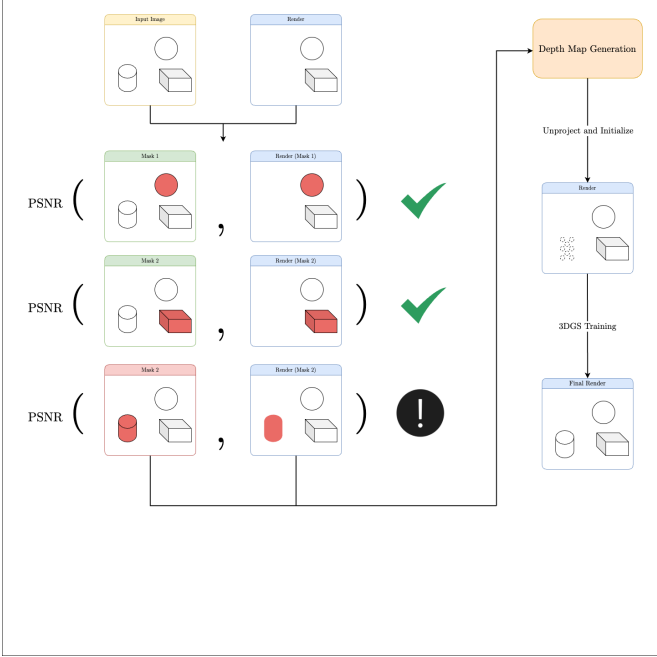 Input Image
Render
Depth Map Generation
Unproject and Initialize
Mask 1
Render (Mask 1)
PSNR ( , )
Render
Mask 2
Render (Mask 2)
PSNR ( , )
3DGS Training
Mask 2
Render (Mask 2)
PSNR ( , )
!
Final Render